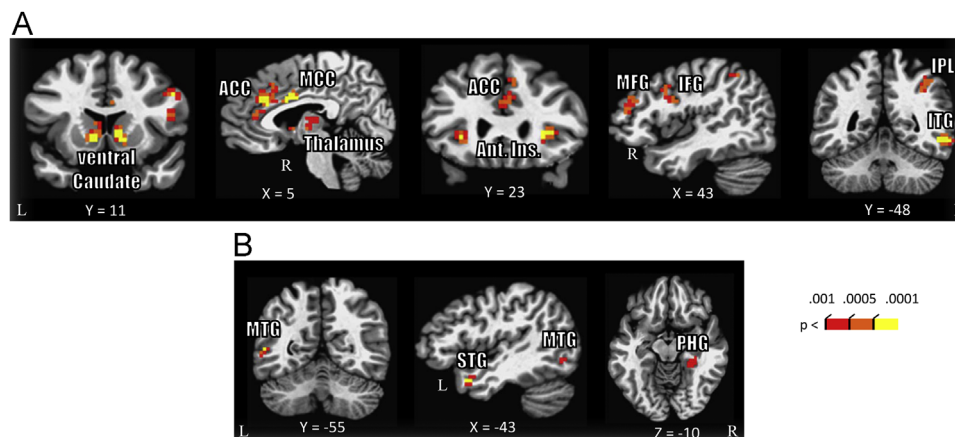 A
ACC
MCC
Thalamus
ventral
Caudate
ACC
Ant. Ins.
MFG
IFG
IPL
ITG
R
R
L
Y = 11
X = 5
Y = 23
X = 43
Y = -48
B
MTG
STG
MTG
PHG
L
L
Y = -55
X = -43
Z = -10
R
.001 .0005 .0001
p <